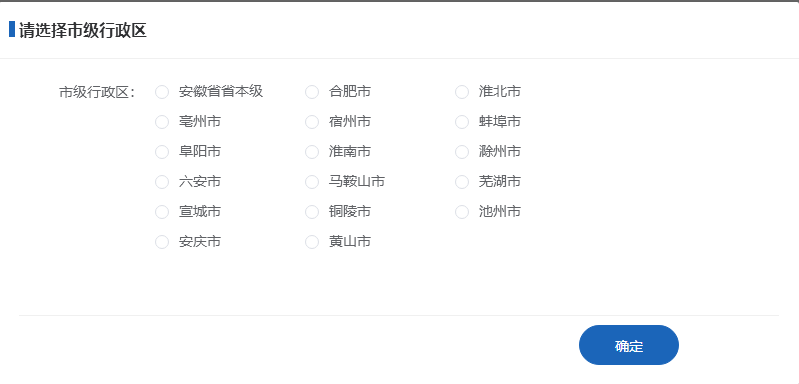 请选择市级行政区
市级行政区： 安徽省省本级 合肥市 淮北市
亳州市 宿州市 蚌埠市
阜阳市 淮南市 滁州市
六安市 马鞍山市 芜湖市
宣城市 铜陵市 池州市
安庆市 黄山市
确定